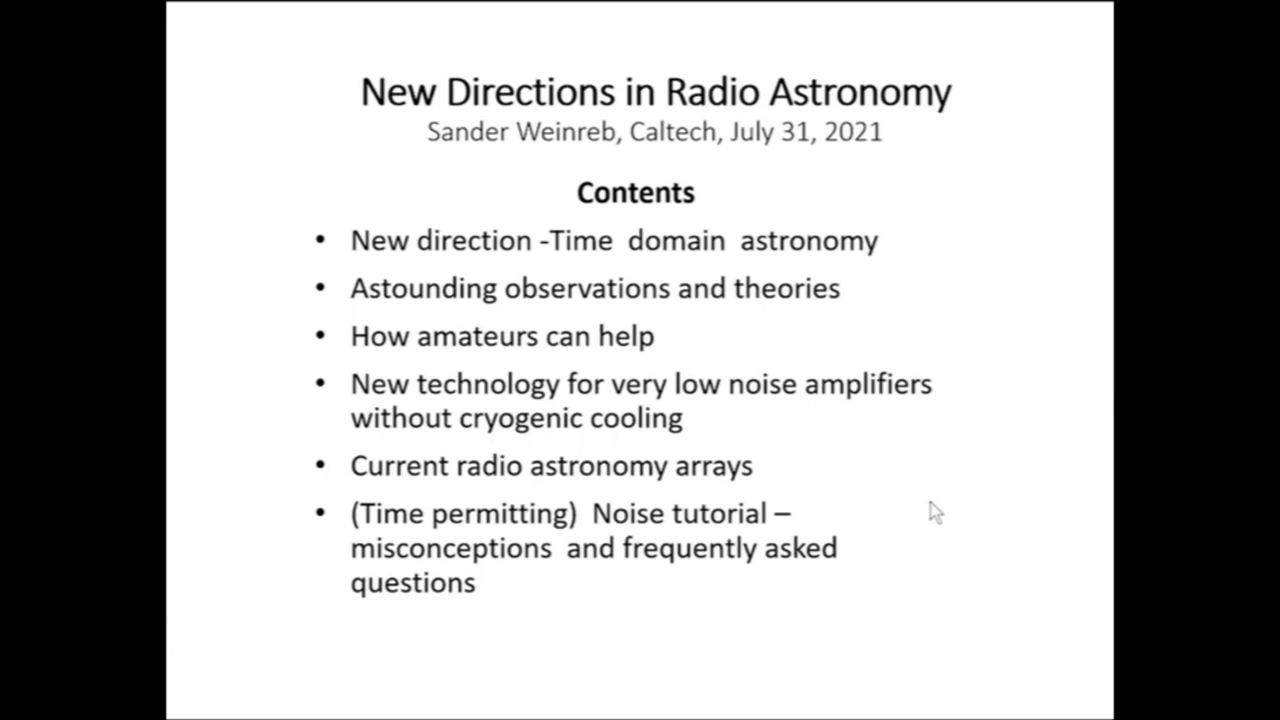 New Directions in Radio Astronomy
Sander Weinreb, Caltech, July 31, 2021
Contents
• New direction -Time domain astronomy
• Astounding observations and theories
• How amateurs can help
• New technology for very low noise amplifiers
without cryogenic cooling
• Current radio astronomy arrays
• (Time permitting) Noise tutorial –
misconceptions and frequently asked
questions